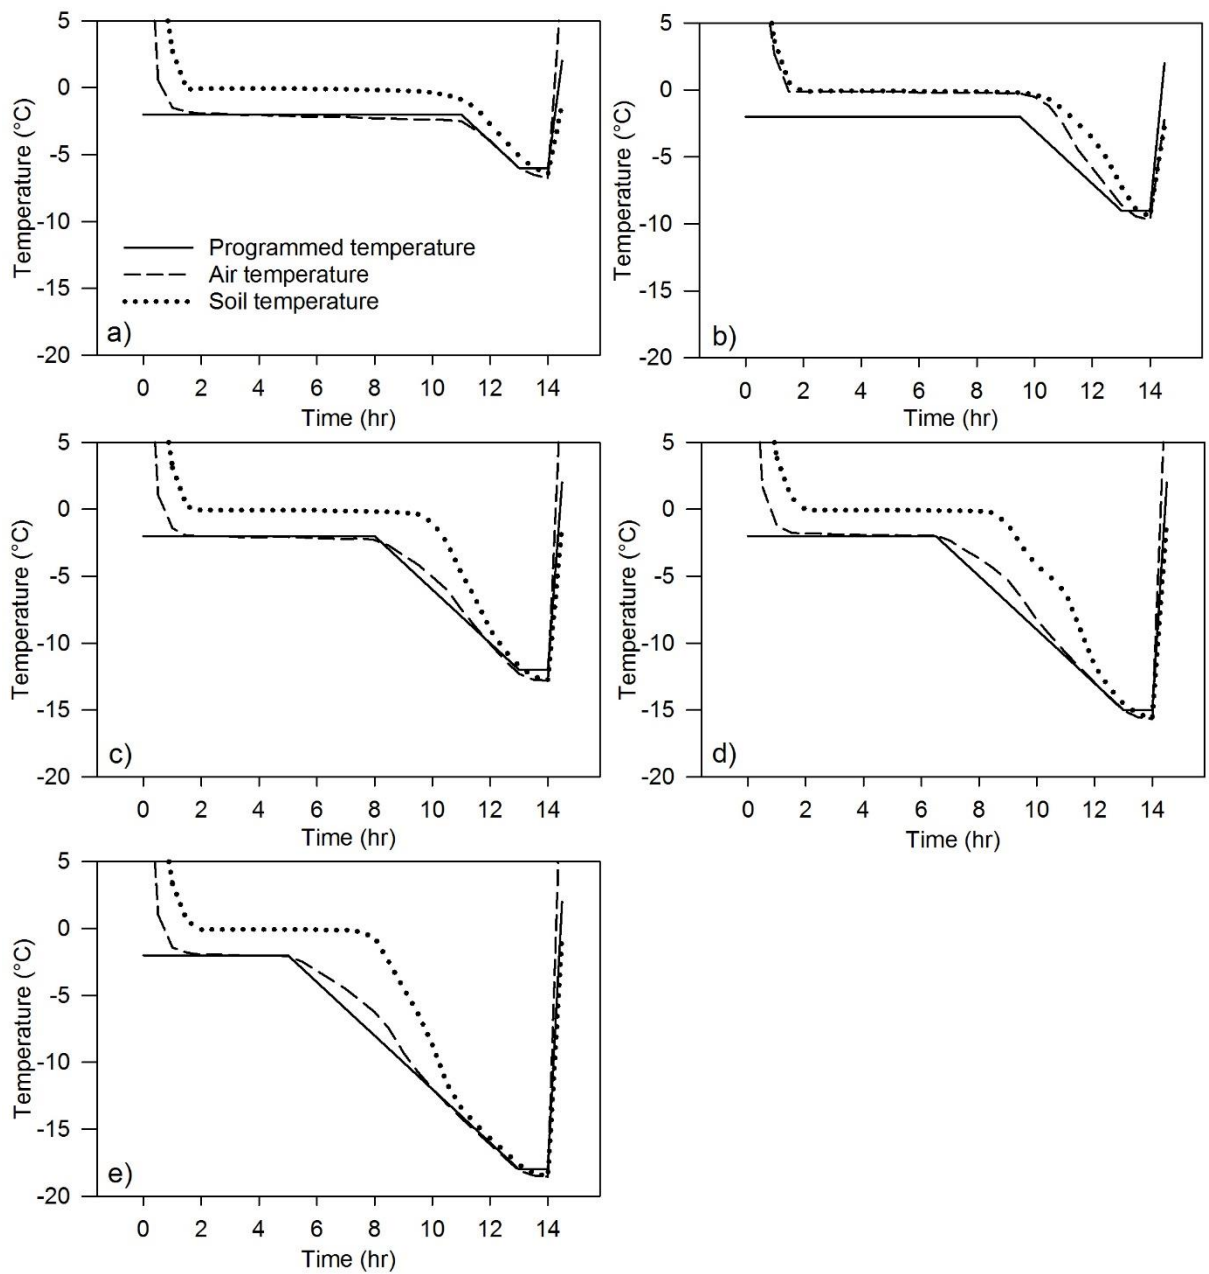 5
0
-5
-10
-15
-20
Temperature (°C)
Programmed temperature
Air temperature
Soil temperature
a)
0 2 4 6 8 10 12 14
Time (hr)
5
0
-5
-10
-15
-20
Temperature (°C)
b)
0 2 4 6 8 10 12 14
Time (hr)
5
0
-5
-10
-15
-20
Temperature (°C)
c)
0 2 4 6 8 10 12 14
Time (hr)
5
0
-5
-10
-15
-20
Temperature (°C)
d)
0 2 4 6 8 10 12 14
Time (hr)
5
0
-5
-10
-15
-20
Temperature (°C)
e)
0 2 4 6 8 10 12 14
Time (hr)